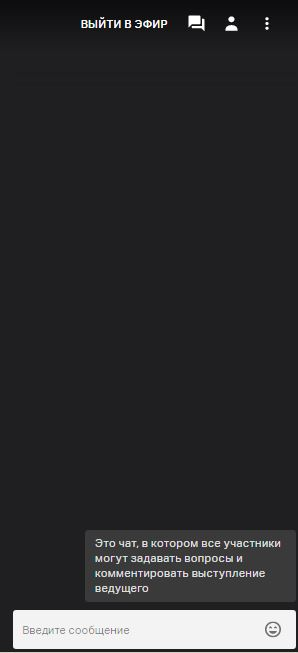 ВЫЙТИ В ЭФИР
Это чат, в котором все участники
могут задавать вопросы и
комментировать выступление
ведущего
Введите сообщение